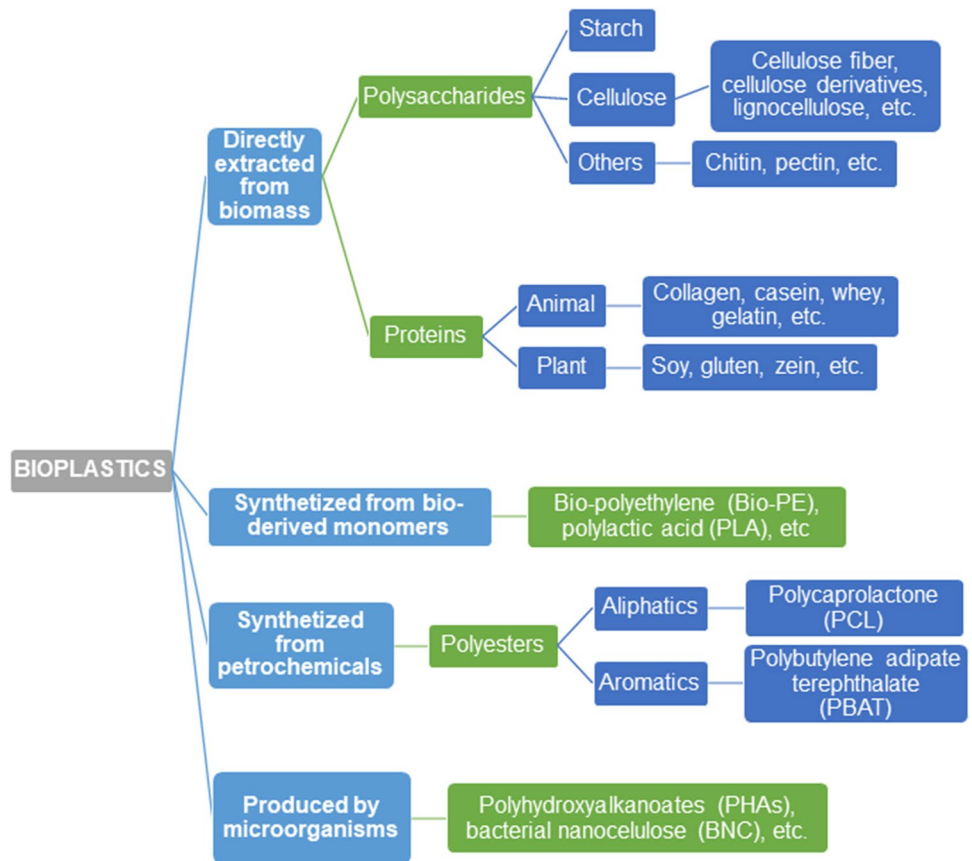 BIOPLASTICS
Directly
extracted
from
biomass
Polysaccharides
Starch
Cellulose
Cellulose fiber,
cellulose derivatives,
lignocellulose, etc.
Others
Chitin, pectin, etc.
Proteins
Animal
Collagen, casein, whey,
gelatin, etc.
Plant
Soy, gluten, zein, etc.
Synthetized from bio-
derived monomers
Bio-polyethylene (Bio-PE),
polylactic acid (PLA), etc
Synthetized
from
petrochemicals
Polyesters
Aliphatics
Polycaprolactone
(PCL)
Aromatics
Polybutylene adipate
terephthalate
(PBAT)
Produced by
microorganisms
Polyhydroxyalkanoates (PHAs),
bacterial nanocelulose (BNC), etc.